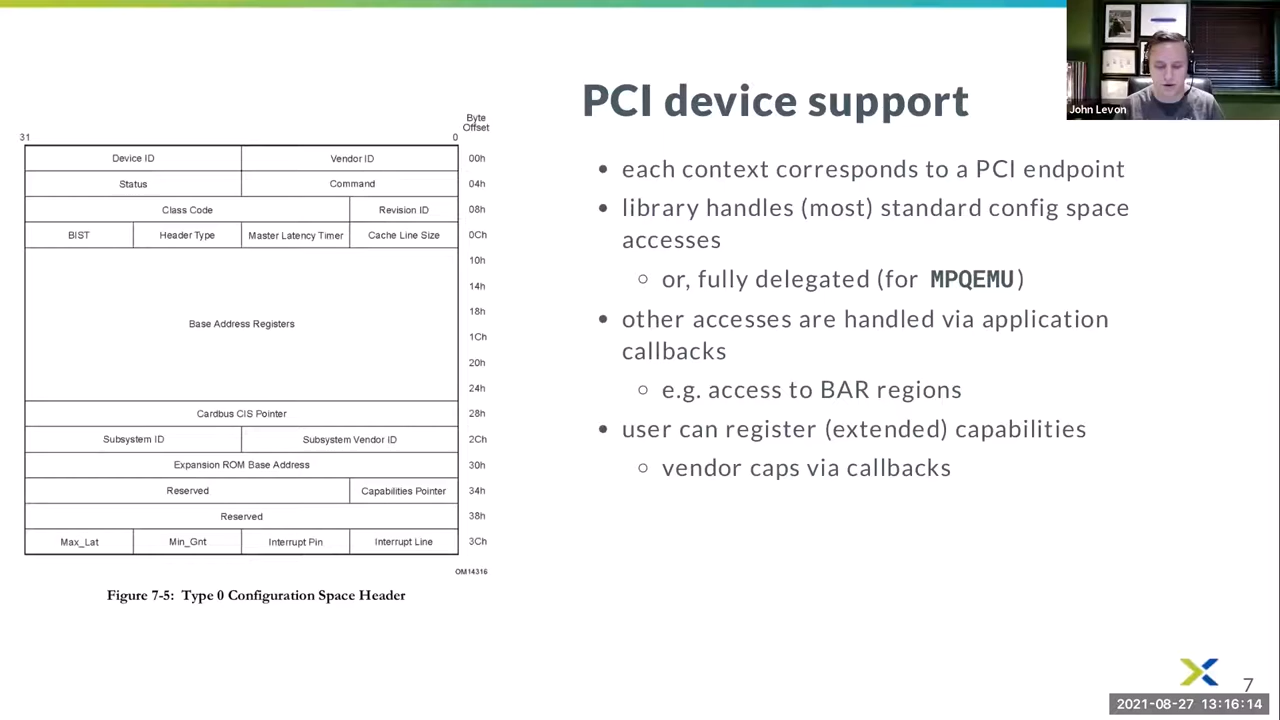 John Levon
PCI device support
Byte
Offset
31
0
Device ID
Vendor ID
00h
Status
Command
04h
Class Code
Revision ID
08h
BIST
Header Type
Master Latency Timer
Cache Line Size
0Ch
10h
14h
18h
Base Address Registers
1Ch
20h
24h
Cardbus CIS Pointer
28h
Subsystem ID
Subsystem Vendor ID
2Ch
Expansion ROM Base Address
30h
Reserved
Capabilities Pointer
34h
Reserved
38h
Max_Lat
Min_Gnt
Interrupt Pin
Interrupt Line
3Ch
OM14316
Figure 7-5: Type 0 Configuration Space Header
• each context corresponds to a PCI endpoint
• library handles (most) standard config space
accesses
○ or, fully delegated (for MPQEMU)
• other accesses are handled via application
callbacks
○ e.g. access to BAR regions
• user can register (extended) capabilities
○ vendor caps via callbacks
7
2021-08-27 13:16:14